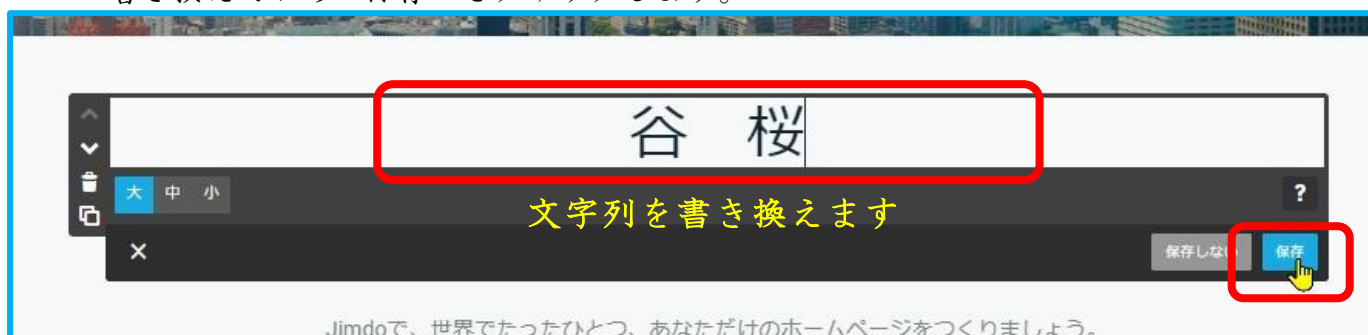 谷　桜
大 中 小
?
文字列を書き換えます
保存しない 保存
Jimdoで、世界でたったひとつ、あなただけのホームページをつくりましょう。